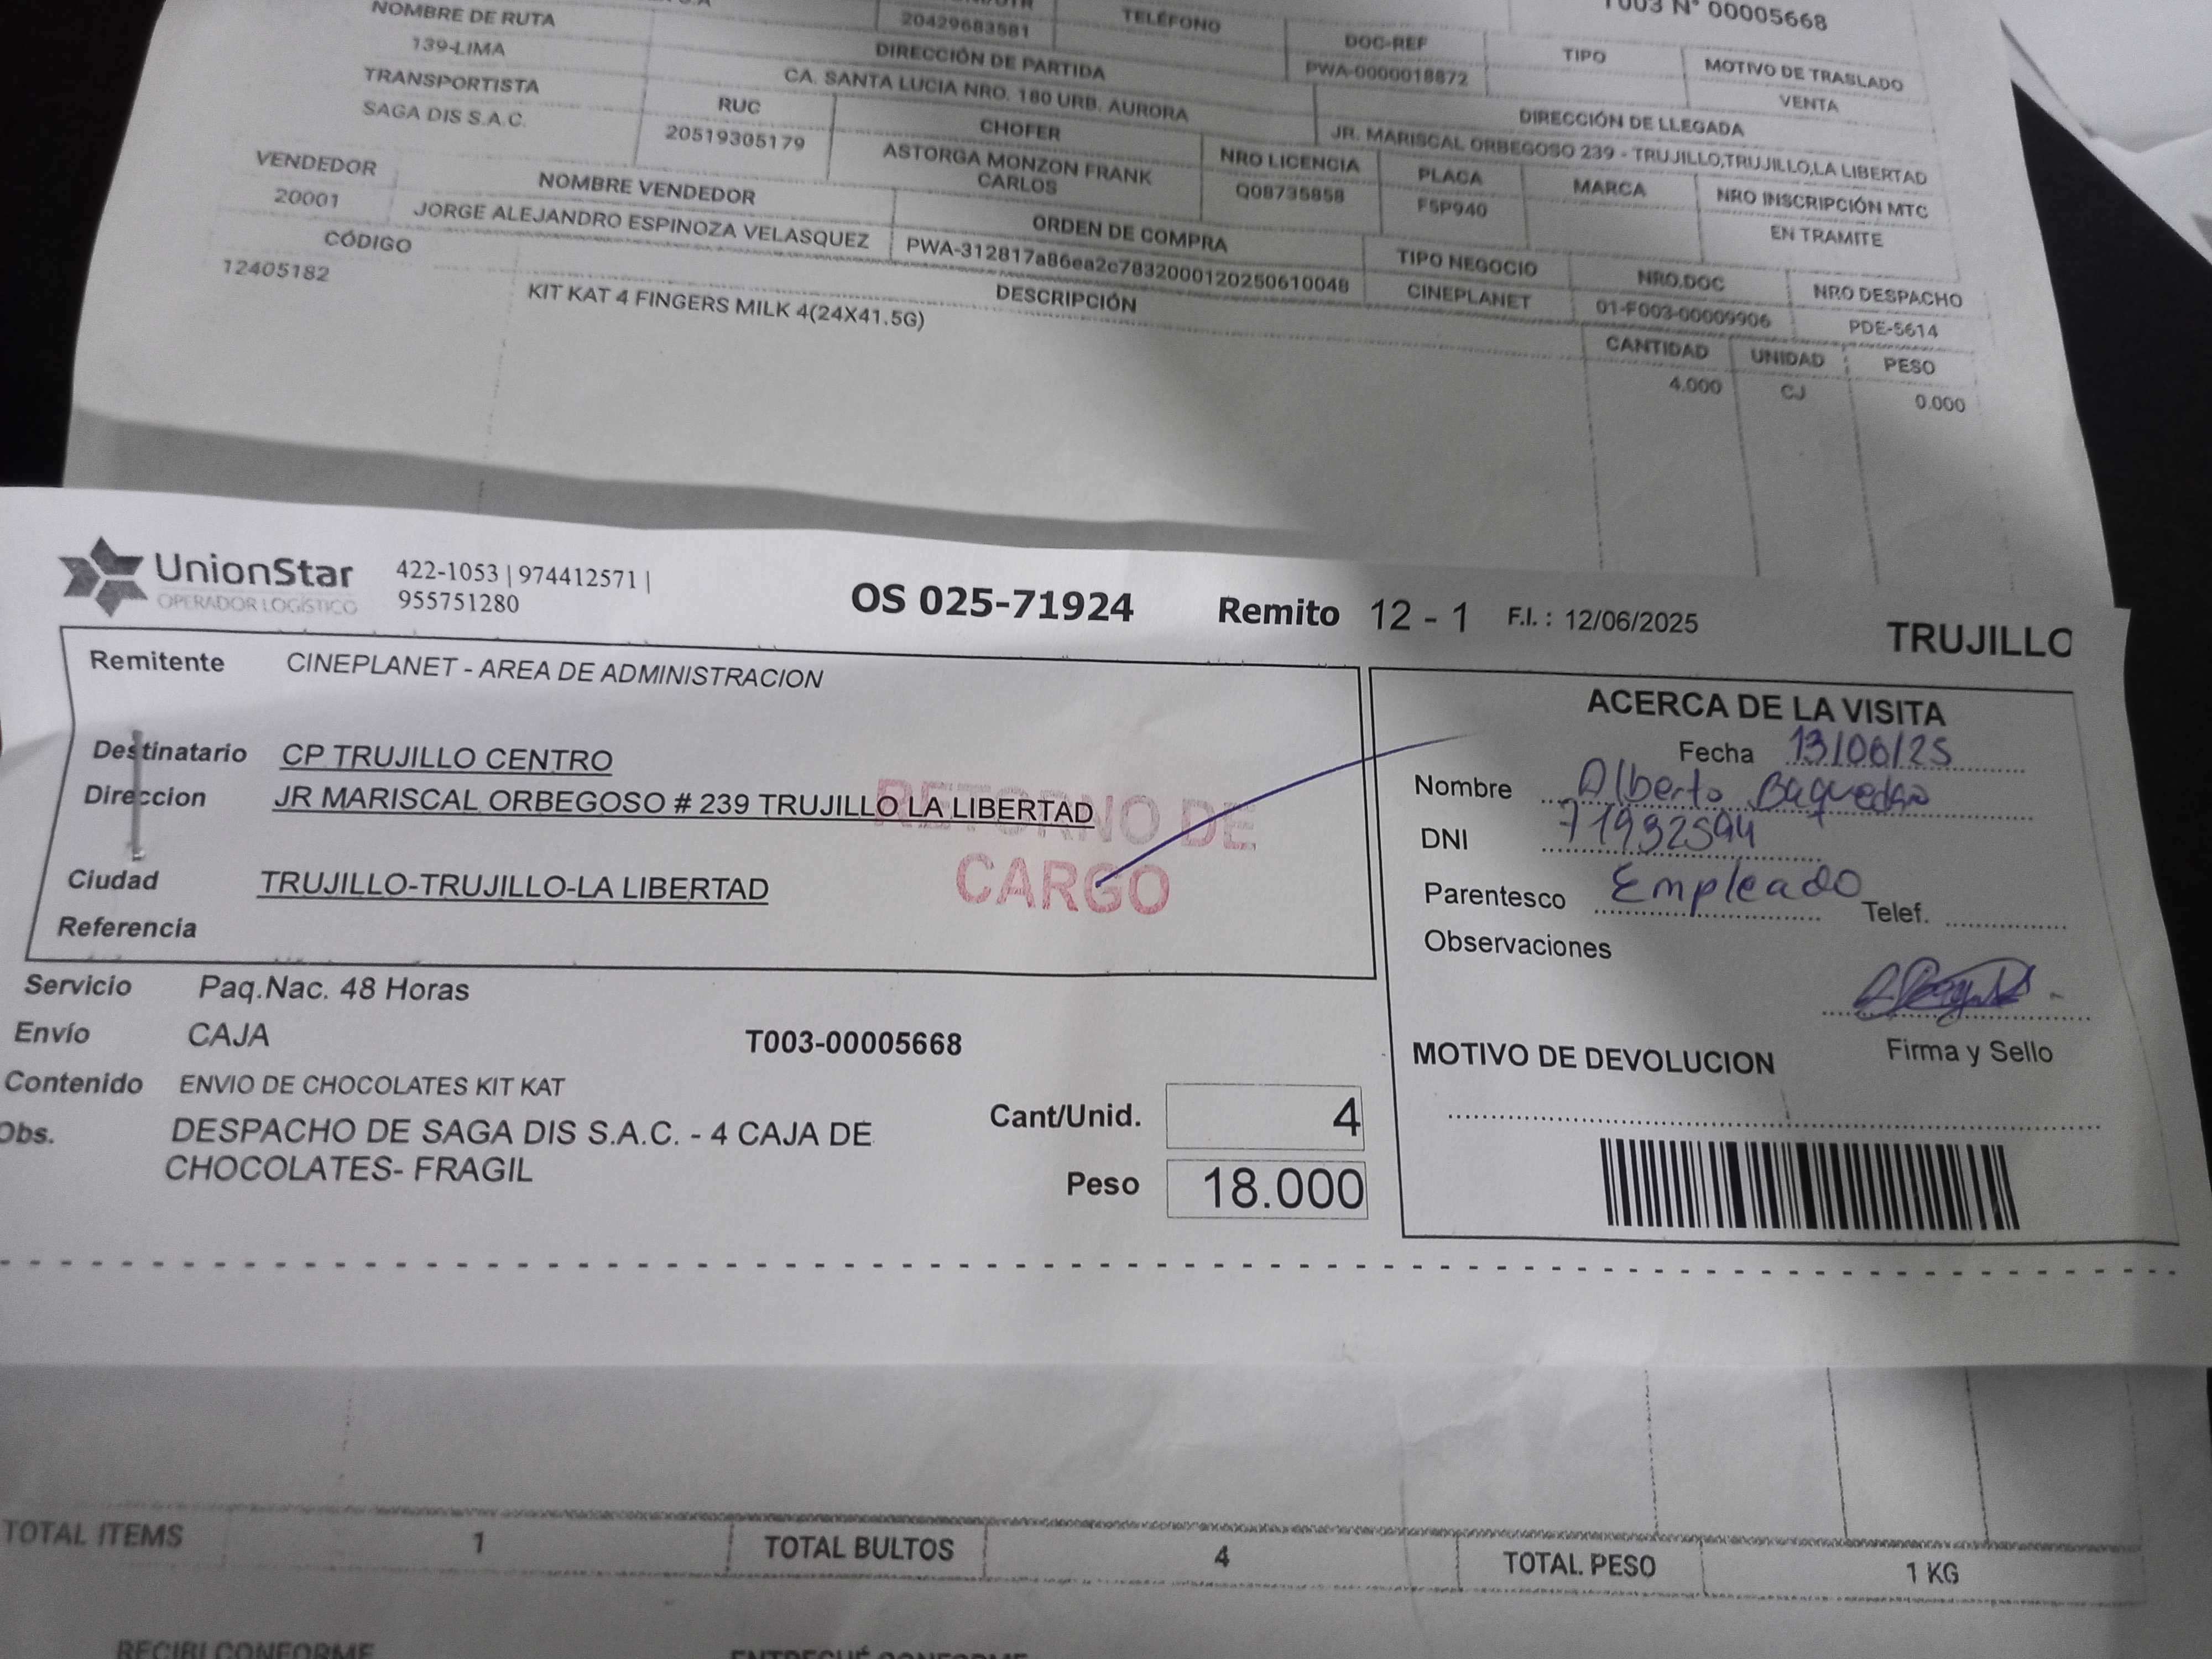 T003 N° 00005668
NOMBRE DE RUTA 20429683581 TELÉFONO DOC-REF TIPO MOTIVO DE TRASLADO
139-LIMA DIRECCIÓN DE PARTIDA PWA-0000018872 VENTA
TRANSPORTISTA CA. SANTA LUCIA NRO. 180 URB. AURORA DIRECCIÓN DE LLEGADA
SAGA DIS S.A.C. RUC CHOFER JR. MARISCAL ORBEGOSO 239 - TRUJILLO,TRUJILLO,LA LIBERTAD
20519305179 ASTORGA MONZON FRANK NRO LICENCIA PLACA MARCA NRO INSCRIPCIÓN MTC
CARLOS Q08735858 F5P940 EN TRAMITE
VENDEDOR NOMBRE VENDEDOR ORDEN DE COMPRA TIPO NEGOCIO NRO.DOC NRO DESPACHO
20001 JORGE ALEJANDRO ESPINOZA VELASQUEZ PWA-312817a86ea2c7832000120250610048 CINEPLANET 01-F003-00009906 PDE-5614
CÓDIGO DESCRIPCIÓN CANTIDAD UNIDAD PESO
12405182 KIT KAT 4 FINGERS MILK 4(24X41.5G) 4.000 CJ 0.000
UnionStar 422-1053 | 974412571 |
OPERADOR LOGÍSTICO 955751280
OS 025-71924 Remito 12 - 1 F.I. : 12/06/2025 TRUJILLO
Remitente CINEPLANET - AREA DE ADMINISTRACION
Destinatario CP TRUJILLO CENTRO
Direccion JR MARISCAL ORBEGOSO # 239 TRUJILLO LA LIBERTAD
RETORNO DE
CARGO
Ciudad TRUJILLO-TRUJILLO-LA LIBERTAD
Referencia
Servicio Paq.Nac. 48 Horas
Envío CAJA T003-00005668
Contenido ENVIO DE CHOCOLATES KIT KAT
Obs. DESPACHO DE SAGA DIS S.A.C. - 4 CAJA DE
CHOCOLATES- FRAGIL
Cant/Unid. 4
Peso 18.000
ACERCA DE LA VISITA
Fecha 13/06/25
Nombre Alberto Baquedano
DNI 71932594
Parentesco Empleado Telef.
Observaciones
Firma y Sello
MOTIVO DE DEVOLUCION
TOTAL ITEMS 1 TOTAL BULTOS 4 TOTAL PESO 1 KG
RECIBI CONFORME ENTREGUÉ CONFORME